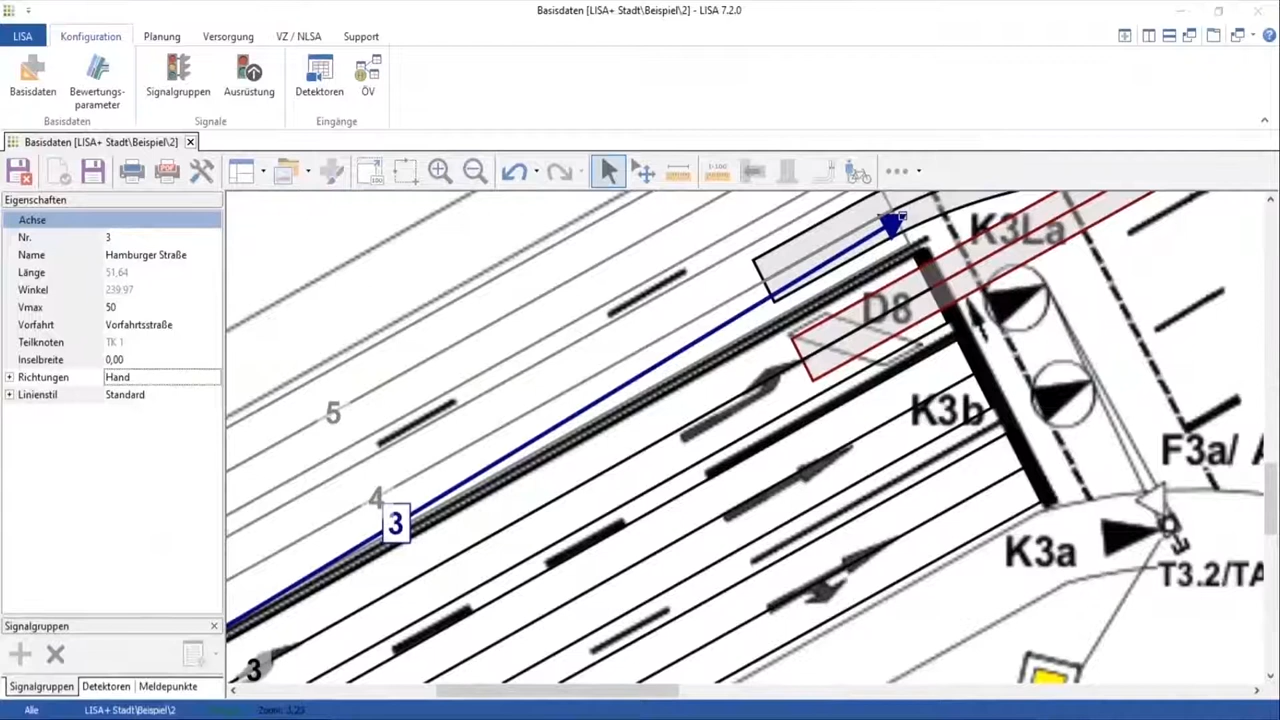 Basisdaten [LISA+ Stadt\Beispiel\2] - LISA 7.2.0
LISA Konfiguration Planung Versorgung VZ / NLSA Support
Basisdaten Bewertungs-parameter Signalgruppen Ausrüstung Detektoren ÖV
Basisdaten Signale Eingänge
Basisdaten [LISA+ Stadt\Beispiel\2]
Eigenschaften
Achse
Nr. 3
Name Hamburger Straße
Länge 51,64
Winkel 239.97
Vmax 50
Vorfahrt Vorfahrtsstraße
Teilknoten TK 1
Inselbreite 0,00
Richtungen Hand
Linienstil Standard
K3La
D8
K3b
5
4
3
F3a/
K3a
T3.2/TA
3
Signalgruppen
Signalgruppen Detektoren Meldepunkte
Alle LISA+ Stadt\Beispiel\2 Zoom: 3,23